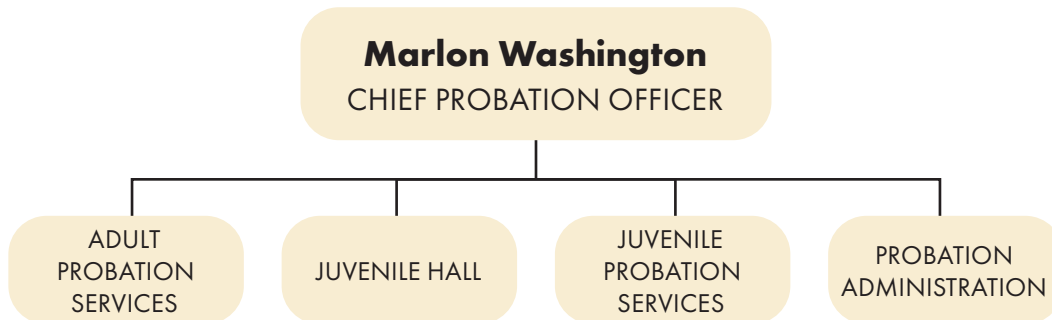 Marlon Washington
CHIEF PROBATION OFFICER
ADULT
PROBATION
SERVICES
JUVENILE HALL
JUVENILE
PROBATION
SERVICES
PROBATION
ADMINISTRATION